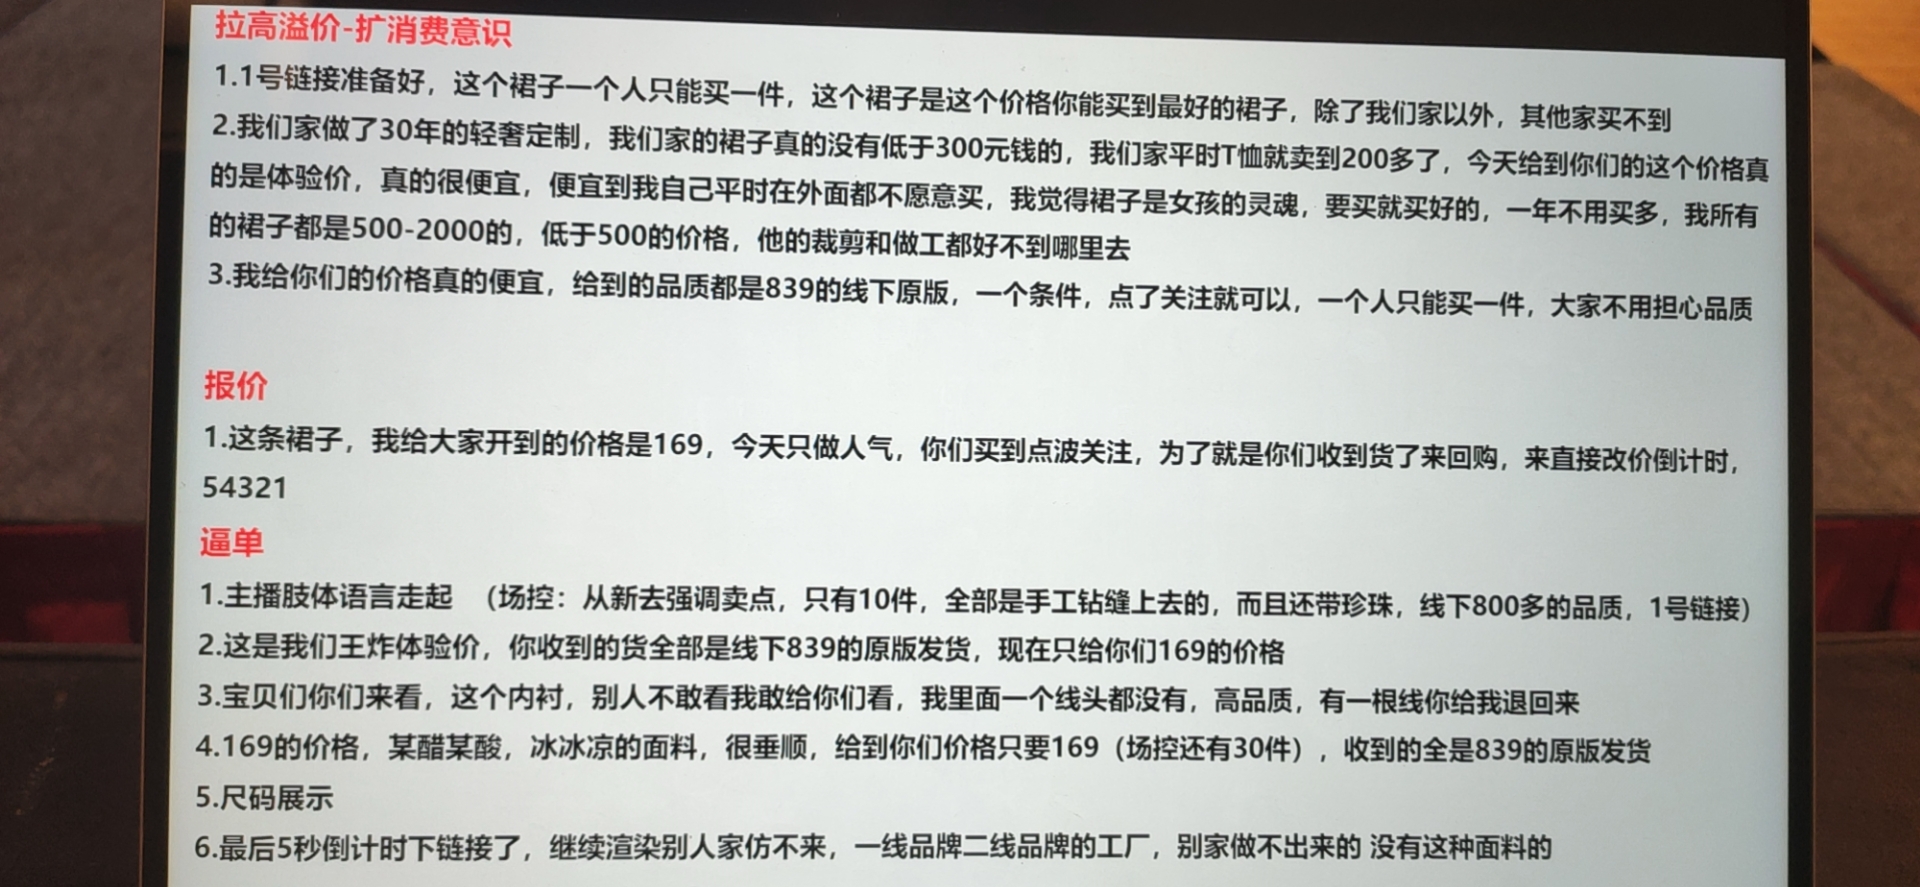 拉高溢价-扩消费意识
1.1号链接准备好，这个裙子一个人只能买一件，这个裙子是这个价格你能买到最好的裙子，除了我们家以外，其他家买不到
2.我们家做了30年的轻奢定制，我们家的裙子真的没有低于300元钱的，我们家平时T恤就卖到200多了，今天给到你们的这个价格真
的是体验价，真的很便宜，便宜到我自己平时在外面都不愿意买，我觉得裙子是女孩的灵魂，要买就买好的，一年不用买多，我所有
的裙子都是500-2000的，低于500的价格，他的裁剪和做工都好不到哪里去
3.我给你们的价格真的便宜，给到的品质都是839的线下原版，一个条件，点了关注就可以，一个人只能买一件，大家不用担心品质
报价
1.这条裙子，我给大家开到的价格是169，今天只做人气，你们买到点波关注，为了就是你们收到货了来回购，来直接改价倒计时，
54321
逼单
1.主播肢体语言走起 （场控：从新去强调卖点，只有10件，全部是手工钻缝上去的，而且还带珍珠，线下800多的品质，1号链接）
2.这是我们王炸体验价，你收到的货全部是线下839的原版发货，现在只给你们169的价格
3.宝贝们你们来看，这个内衬，别人不敢看我敢给你们看，我里面一个线头都没有，高品质，有一根线你给我退回来
4.169的价格，某醋某酸，冰冰凉的面料，很垂顺，给到你们价格只要169（场控还有30件），收到的全是839的原版发货
5.尺码展示
6.最后5秒倒计时下链接了，继续渲染别人家仿不来，一线品牌二线品牌的工厂，别家做不出来的 没有这种面料的